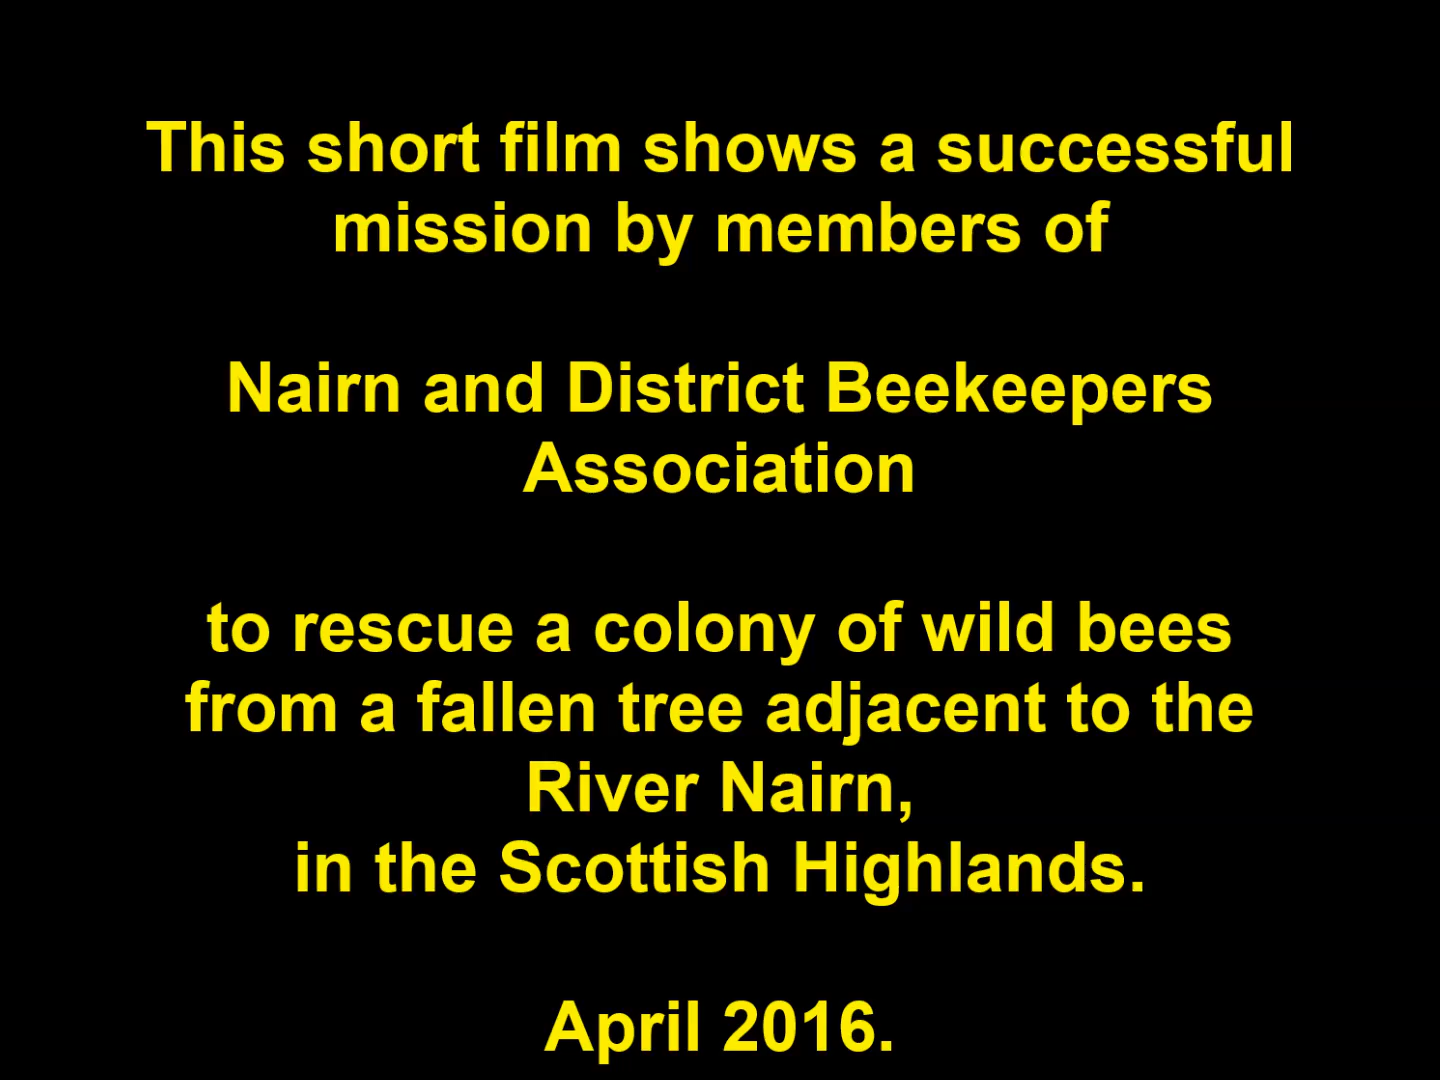 This short film shows a successful
mission by members of
Nairn and District Beekeepers
Association
to rescue a colony of wild bees
from a fallen tree adjacent to the
River Nairn,
in the Scottish Highlands.
April 2016.